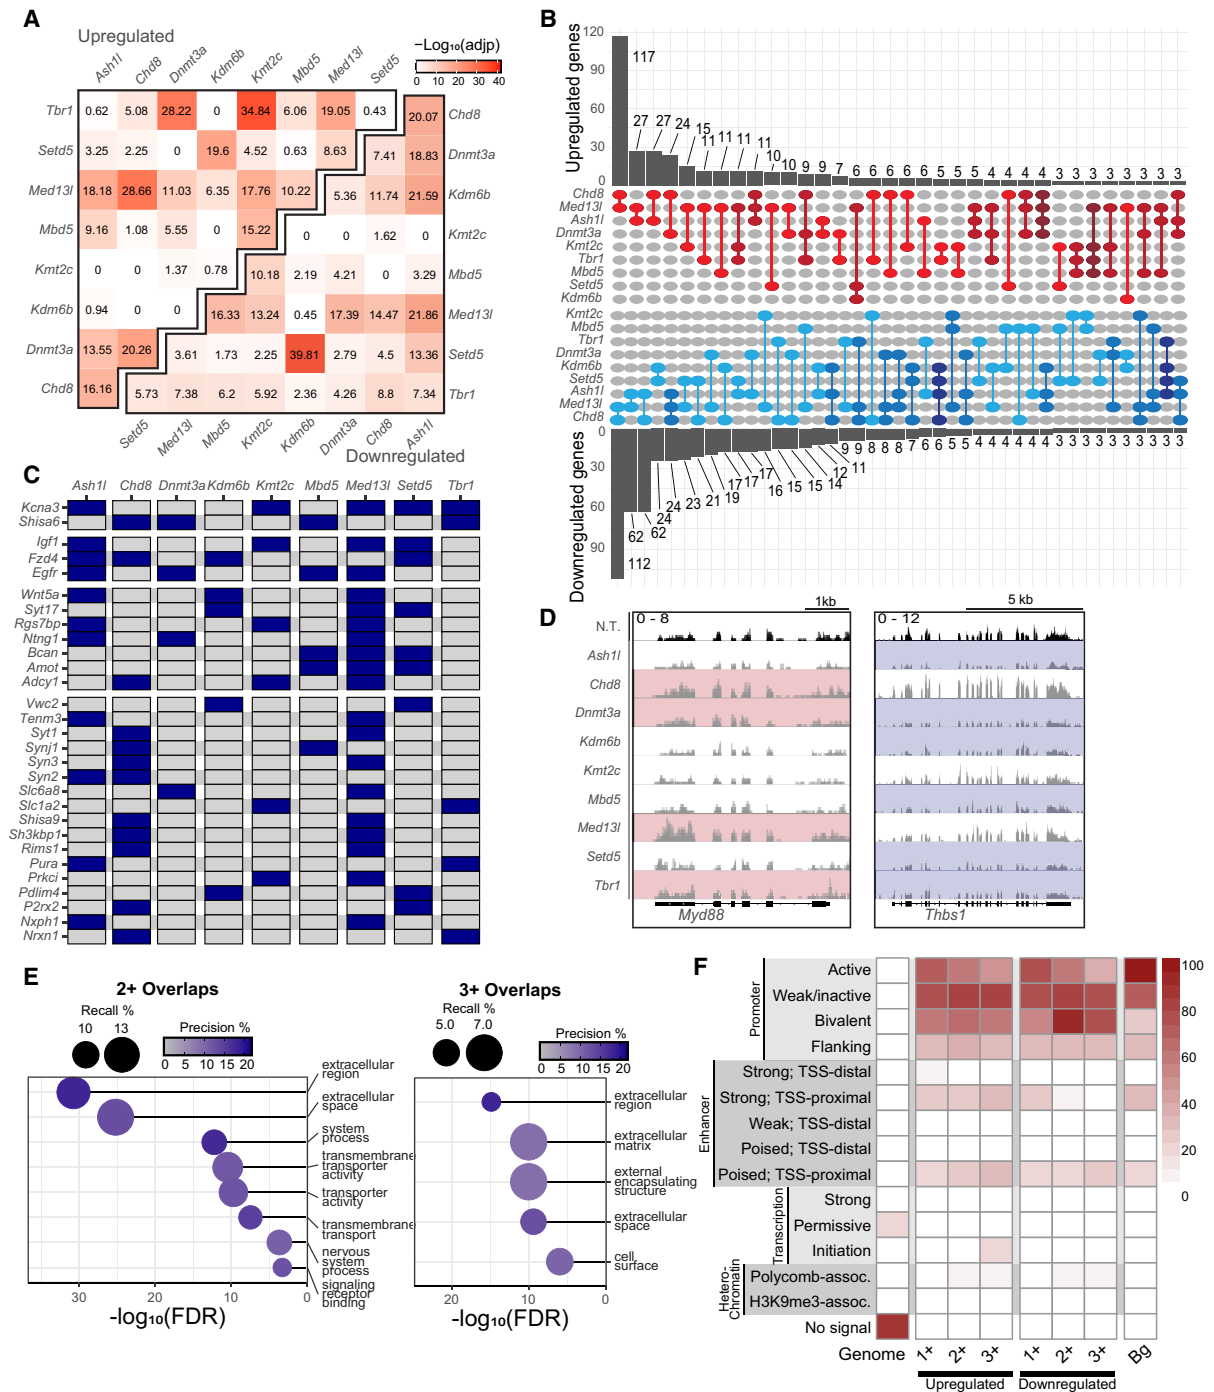 A
Upregulated
Ash1l Chd8 Dnmt3a Kdm6b Kmt2c Mbd5 Med13l Setd5
−Log₁₀(adjp)
0 10 20 30 40
Tbr1 0.62 5.08 28.22 0 34.84 6.06 19.05 0.43 20.07 Chd8
Setd5 3.25 2.25 0 19.6 4.52 0.63 8.63 7.41 18.83 Dnmt3a
Med13l 18.18 28.66 11.03 6.35 17.76 10.22 5.36 11.74 21.59 Kdm6b
Mbd5 9.16 1.08 5.55 0 15.22 0 0 1.62 0 Kmt2c
Kmt2c 0 0 1.37 0.78 10.18 2.19 4.21 0 3.29 Mbd5
Kdm6b 0.94 0 0 16.33 13.24 0.45 17.39 14.47 21.86 Med13l
Dnmt3a 13.55 20.26 3.61 1.73 2.25 39.81 2.79 4.5 13.36 Setd5
Chd8 16.16 5.73 7.38 6.2 5.92 2.36 4.26 8.8 7.34 Tbr1
Setd5 Med13l Mbd5 Kmt2c Kdm6b Dnmt3a Chd8 Ash1l
Downregulated
B
Upregulated genes
120
90
60
30
0
117 27 27 24 15 11 11 11 11 10 10 9 9 7 6 6 6 6 6 5 5 5 4 4 4 4 3 3 3 3 3 3 3 3
Chd8
Med13l
Ash1l
Dnmt3a
Kmt2c
Tbr1
Mbd5
Setd5
Kdm6b
Kmt2c
Mbd5
Tbr1
Dnmt3a
Kdm6b
Setd5
Ash1l
Med13l
Chd8
Downregulated genes
0
30
60
90
112 62 62 24 24 23 21 19 17 17 17 16 15 15 14 12 11 9 9 8 8 7 6 6 5 5 4 4 4 4 4 4 3 3 3 3 3 3 3 3 3 3
C
Ash1l Chd8 Dnmt3a Kdm6b Kmt2c Mbd5 Med13l Setd5 Tbr1
Kcna3
Shisa6
Igf1
Fzd4
Egfr
Wnt5a
Syt17
Rgs7bp
Ntng1
Bcan
Amot
Adcy1
Vwc2
Tenm3
Syt1
Synj1
Syn3
Syn2
Slc6a8
Slc1a2
Shisa9
Sh3kbp1
Rims1
Pura
Prkci
Pdlim4
P2rx2
Nxph1
Nrxn1
D
1kb
5 kb
0 - 8
0 - 12
N.T.
Ash1l
Chd8
Dnmt3a
Kdm6b
Kmt2c
Mbd5
Med13l
Setd5
Tbr1
Myd88
Thbs1
E
2+ Overlaps
Recall %
10 13
Precision %
0 5 10 15 20
extracellular
region
extracellular
space
system
process
transmembrane
transporter
activity
transporter
activity
transmembrane
transport
nervous
system
process
signaling
receptor
binding
30 20 10 0
-log₁₀(FDR)
3+ Overlaps
Recall %
5.0 7.0
Precision %
0 5 10 15 20
extracellular
region
extracellular
matrix
external
encapsulating
structure
extracellular
space
cell
surface
20 10 0
-log₁₀(FDR)
F
Promoter
Active
Weak/inactive
Bivalent
Flanking
Enhancer
Strong; TSS-distal
Strong; TSS-proximal
Weak; TSS-distal
Poised; TSS-distal
Poised; TSS-proximal
Transcription
Strong
Permissive
Initiation
Hetero-
Chromatin
Polycomb-assoc.
H3K9me3-assoc.
No signal
Genome 1+ 2+ 3+ 1+ 2+ 3+ Bg
Upregulated Downregulated
100
80
60
40
20
0